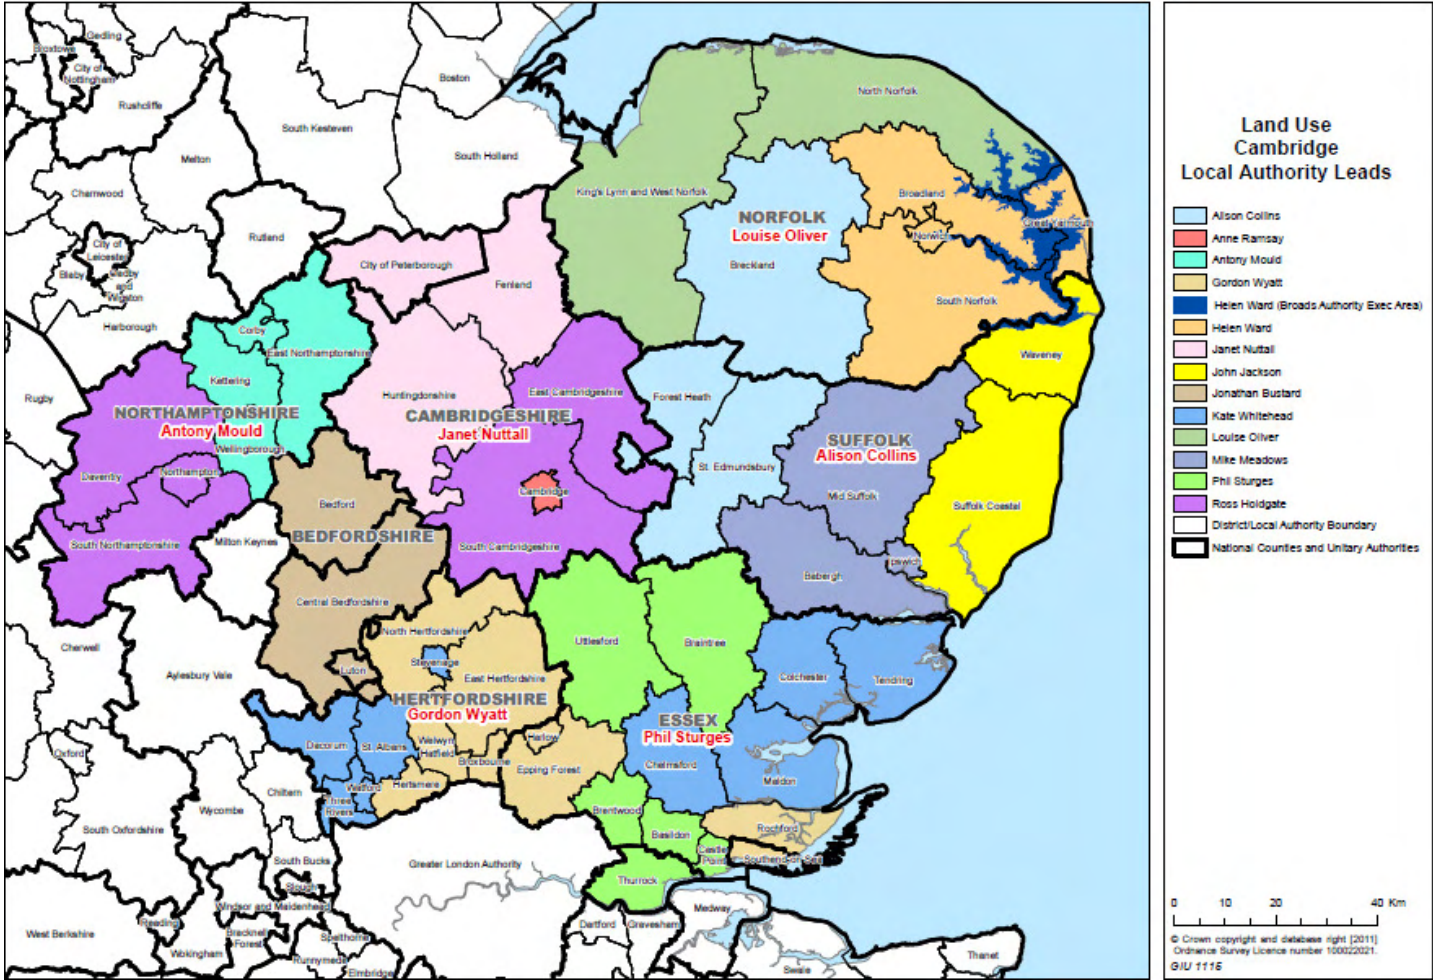 Gedling
Broxtowe
City of
Nottingham
Rushcliffe
Boston
South Kesteven
South Holland
Melton
Charnwood
Rutland
City of
Leicester
Blaby
Oadby
and
Wigston
Harborough
Rugby
North Norfolk
King's Lynn and West Norfolk
Broadland
NORFOLK
Louise Oliver
Norwich
Great Yarmouth
Breckland
South Norfolk
City of Peterborough
Fenland
Corby
East Northamptonshire
Kettering
Huntingdonshire
East Cambridgeshire
Forest Heath
Waveney
NORTHAMPTONSHIRE
Antony Mould
CAMBRIDGESHIRE
Janet Nuttall
Wellingborough
SUFFOLK
Alison Collins
St. Edmundsbury
Daventry
Northampton
Cambridge
Mid Suffolk
Bedford
Suffolk Coastal
BEDFORDSHIRE
South Northamptonshire
Milton Keynes
South Cambridgeshire
Ipswich
Babergh
Central Bedfordshire
North Hertfordshire
Uttlesford
Braintree
Cherwell
Aylesbury Vale
Luton
Stevenage
East Hertfordshire
Colchester
Tendring
HERTFORDSHIRE
Gordon Wyatt
ESSEX
Phil Sturges
Oxford
Dacorum
St. Albans
Welwyn
Hatfield
Harlow
Broxbourne
Epping Forest
Chelmsford
Maldon
Chiltern
Watford
Hertsmere
Three
Rivers
Wycombe
Brentwood
South Oxfordshire
Basildon
Rochford
Castle
Point
Southend-on-Sea
South Bucks
Greater London Authority
Slough
Thurrock
Windsor and Maidenhead
Medway
Reading
Bracknell
Forest
Dartford
Gravesham
West Berkshire
Wokingham
Spelthorne
Runnymede
Elmbridge
Swale
Thanet
Land Use
Cambridge
Local Authority Leads
Alison Collins
Anne Ramsay
Antony Mould
Gordon Wyatt
Helen Ward (Broads Authority Exec Area)
Helen Ward
Janet Nuttall
John Jackson
Jonathan Bustard
Kate Whitehead
Louise Oliver
Mike Meadows
Phil Sturges
Ross Holdgate
District/Local Authority Boundary
National Counties and Unitary Authorities
0 10 20 40 Km
© Crown copyright and database right [2011]
Ordnance Survey Licence number 100022021.
GIU 1115